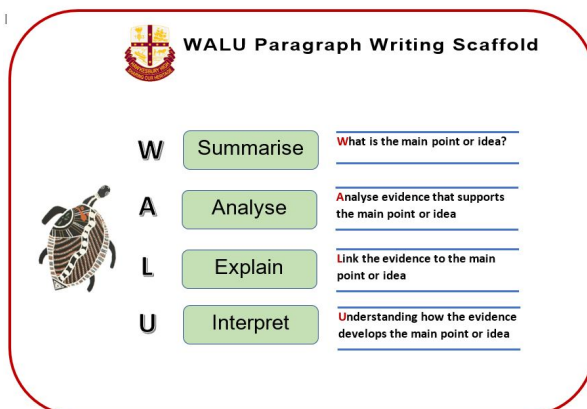 WALU Paragraph Writing Scaffold
W Summarise What is the main point or idea?
A Analyse Analyse evidence that supports
the main point or idea
L Explain Link the evidence to the main
point or idea
U Interpret Understanding how the evidence
develops the main point or idea